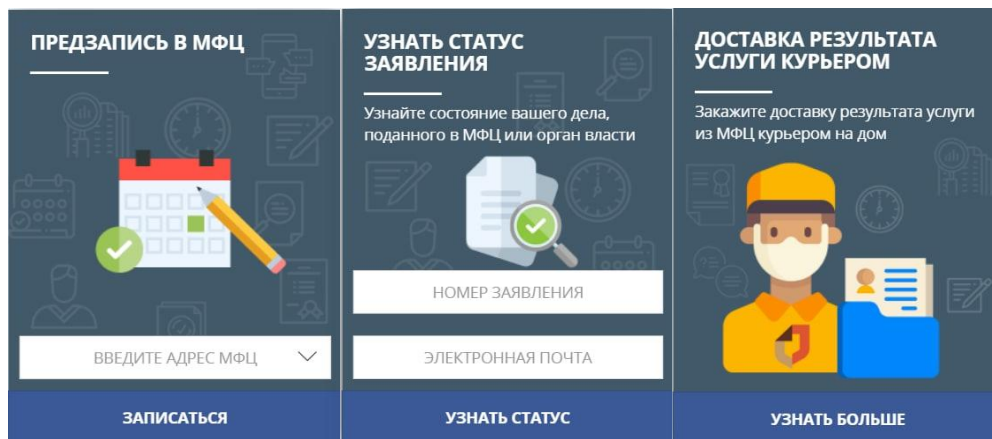 ПРЕДЗАПИСЬ В МФЦ
ВВЕДИТЕ АДРЕС МФЦ
ЗАПИСАТЬСЯ
УЗНАТЬ СТАТУС
ЗАЯВЛЕНИЯ
Узнайте состояние вашего дела,
поданного в МФЦ или орган власти
НОМЕР ЗАЯВЛЕНИЯ
ЭЛЕКТРОННАЯ ПОЧТА
УЗНАТЬ СТАТУС
ДОСТАВКА РЕЗУЛЬТАТА
УСЛУГИ КУРЬЕРОМ
Закажите доставку результата услуги
из МФЦ курьером на дом
УЗНАТЬ БОЛЬШЕ